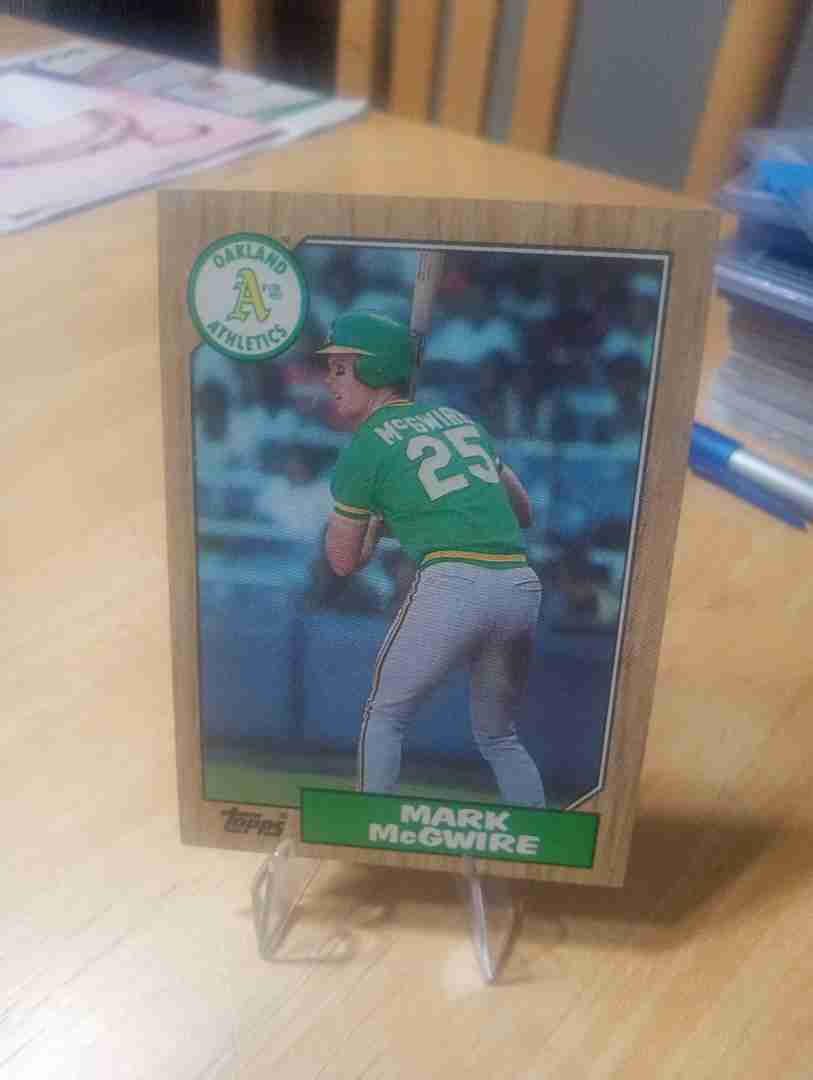 OAKLAND
A's
ATHLETICS
McGWIRE
25
topps
MARK
McGWIRE